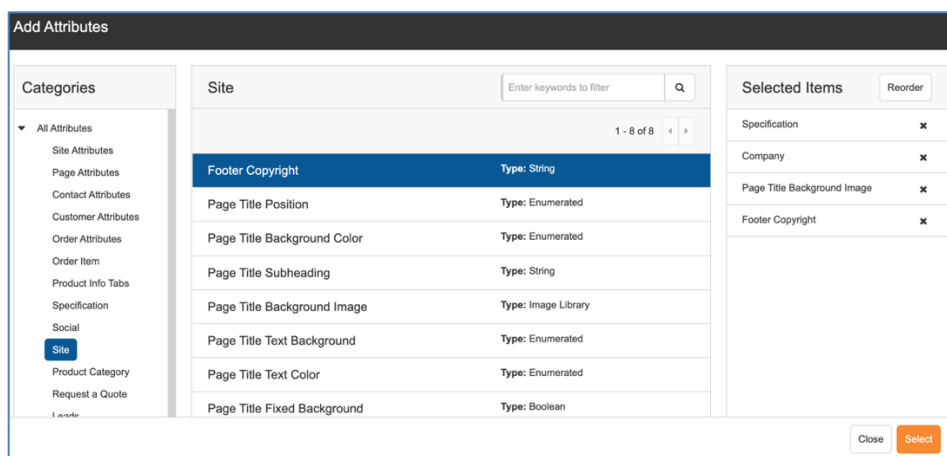 Add Attributes
Categories
All Attributes
Site Attributes
Page Attributes
Contact Attributes
Customer Attributes
Order Attributes
Order Item
Product Info Tabs
Specification
Social
Site
Product Category
Request a Quote
Leads
Site
Enter keywords to filter
1 - 8 of 8
Footer Copyright Type: String
Page Title Position Type: Enumerated
Page Title Background Color Type: Enumerated
Page Title Subheading Type: String
Page Title Background Image Type: Image Library
Page Title Text Background Type: Enumerated
Page Title Text Color Type: Enumerated
Page Title Fixed Background Type: Boolean
Selected Items Reorder
Specification
Company
Page Title Background Image
Footer Copyright
Close Select